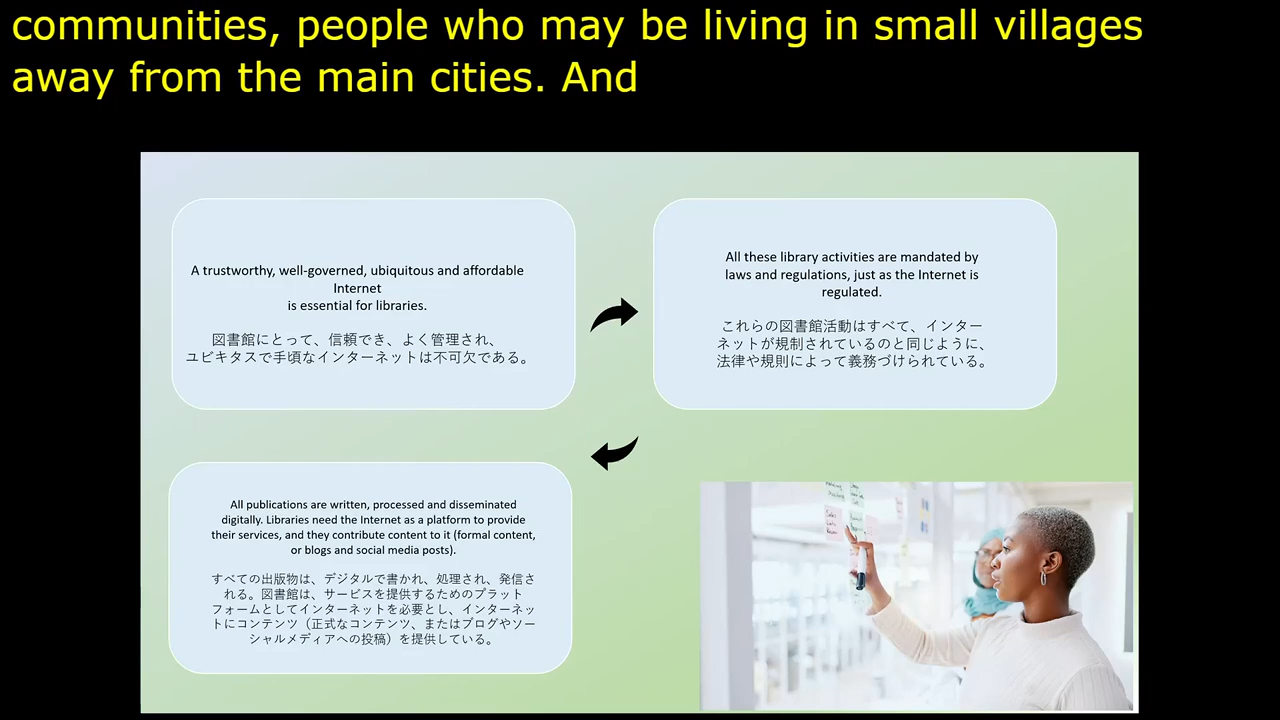 communities, people who may be living in small villages
away from the main cities. And
A trustworthy, well-governed, ubiquitous and affordable
Internet
is essential for libraries.
図書館にとって、信頼でき、よく管理され、
ユビキタスで手頃なインターネットは不可欠である。
All these library activities are mandated by
laws and regulations, just as the Internet is
regulated.
これらの図書館活動はすべて、インター
ネットが規制されているのと同じように、
法律や規則によって義務づけられている。
All publications are written, processed and disseminated
digitally. Libraries need the Internet as a platform to provide
their services, and they contribute content to it (formal content,
or blogs and social media posts).
すべての出版物は、デジタルで書かれ、処理され、発信さ
れる。図書館は、サービスを提供するためのプラット
フォームとしてインターネットを必要とし、インターネッ
トにコンテンツ（正式なコンテンツ、またはブログやソー
シャルメディアへの投稿）を提供している。